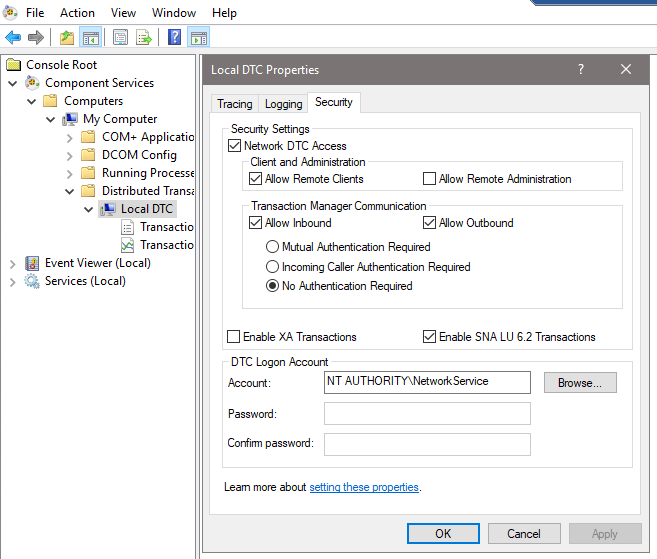 File Action View Window Help
Console Root
Component Services
Computers
My Computer
COM+ Applicatio
DCOM Config
Running Processe
Distributed Transa
Local DTC
Transactio
Transactio
Event Viewer (Local)
Services (Local)
Local DTC Properties
Tracing Logging Security
Security Settings
Network DTC Access
Client and Administration
Allow Remote Clients Allow Remote Administration
Transaction Manager Communication
Allow Inbound Allow Outbound
Mutual Authentication Required
Incoming Caller Authentication Required
No Authentication Required
Enable XA Transactions Enable SNA LU 6.2 Transactions
DTC Logon Account
Account: NT AUTHORITY\NetworkService Browse...
Password:
Confirm password:
Learn more about setting these properties.
OK Cancel Apply